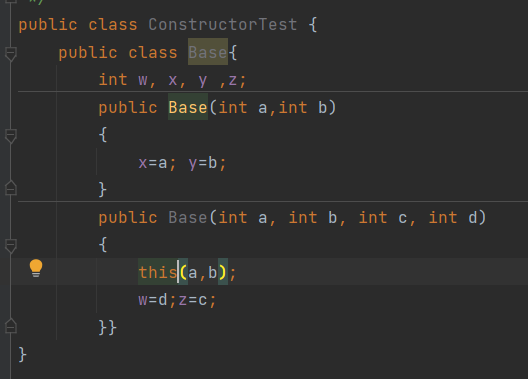 */
public class ConstructorTest {
    public class Base{
        int w, x, y ,z;
        public Base(int a,int b)
        {
            x=a; y=b;
        }
        public Base(int a, int b, int c, int d)
        {
            this(a,b);
            w=d;z=c;
        }}
}